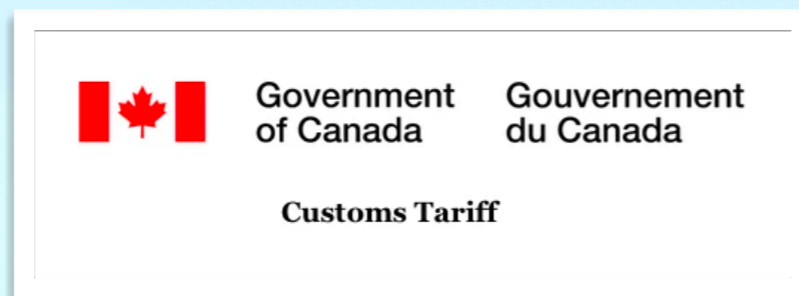 Government Gouvernement
of Canada du Canada
Customs Tariff